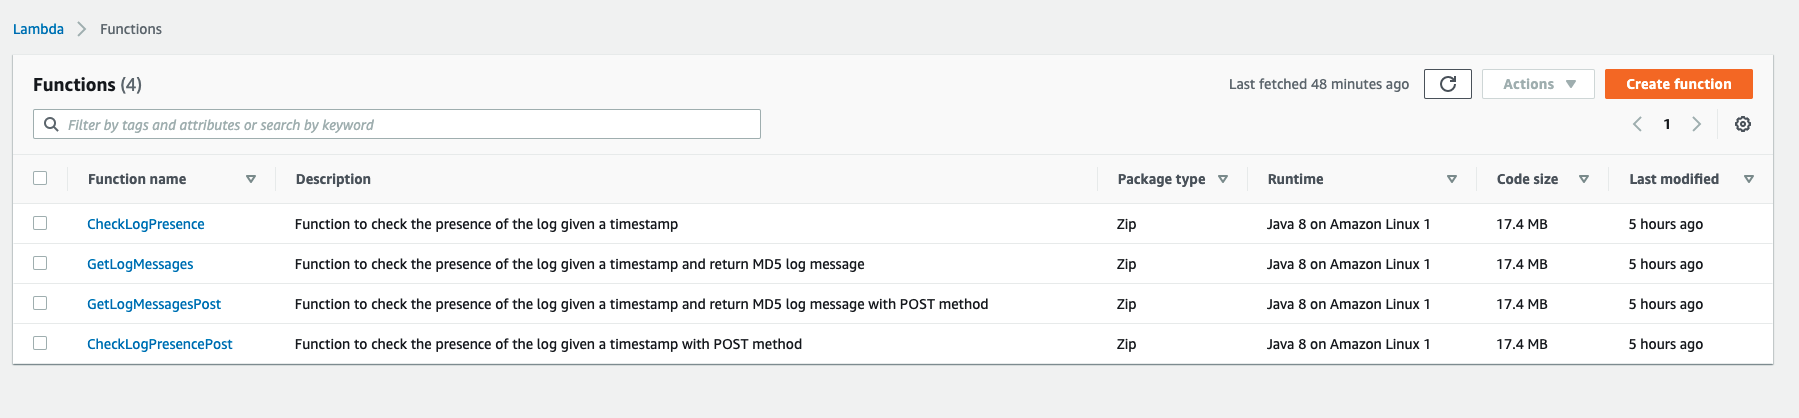 Lambda Functions
Functions (4) Last fetched 48 minutes ago Actions Create function
Filter by tags and attributes or search by keyword 1
Function name Description Package type Runtime Code size Last modified
CheckLogPresence Function to check the presence of the log given a timestamp Zip Java 8 on Amazon Linux 1 17.4 MB 5 hours ago
GetLogMessages Function to check the presence of the log given a timestamp and return MD5 log message Zip Java 8 on Amazon Linux 1 17.4 MB 5 hours ago
GetLogMessagesPost Function to check the presence of the log given a timestamp and return MD5 log message with POST method Zip Java 8 on Amazon Linux 1 17.4 MB 5 hours ago
CheckLogPresencePost Function to check the presence of the log given a timestamp with POST method Zip Java 8 on Amazon Linux 1 17.4 MB 5 hours ago